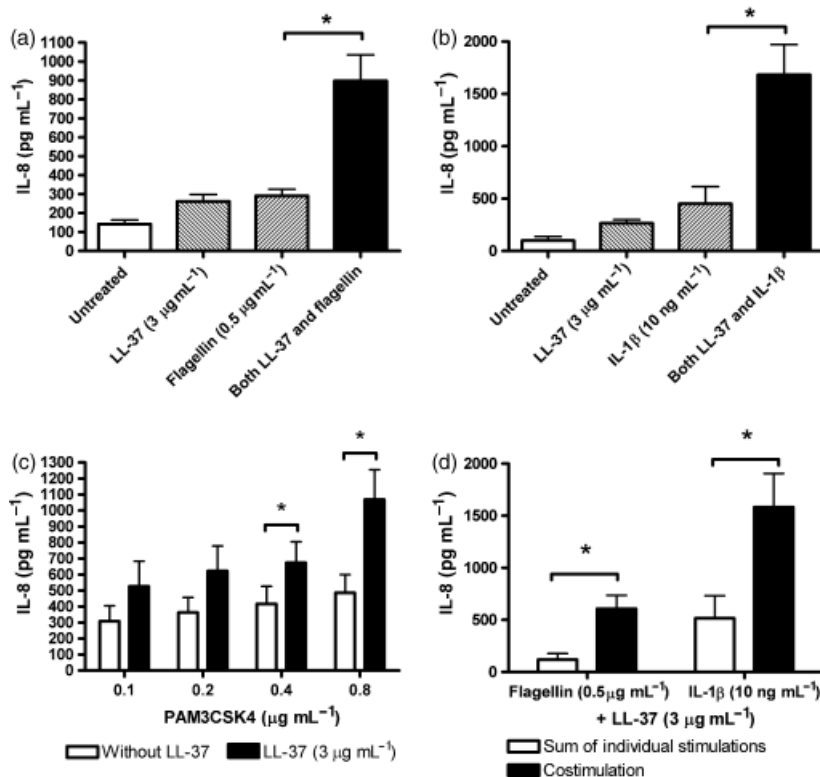 (a)
*
IL-8 (pg mL⁻¹)
1100
1000
900
800
700
600
500
400
300
200
100
0
Untreated
LL-37 (3 µg mL⁻¹)
Flagellin (0.5 µg mL⁻¹)
Both LL-37 and flagellin
(b)
*
IL-8 (pg mL⁻¹)
2000
1500
1000
500
0
Untreated
LL-37 (3 µg mL⁻¹)
IL-1β (10 ng mL⁻¹)
Both LL-37 and IL-1β
(c)
* *
IL-8 (pg mL⁻¹)
1300
1200
1100
1000
900
800
700
600
500
400
300
200
100
0
0.1 0.2 0.4 0.8
PAM3CSK4 (µg mL⁻¹)
Without LL-37 LL-37 (3 µg mL⁻¹)
(d)
* *
IL-8 (pg mL⁻¹)
2000
1500
1000
500
0
Flagellin (0.5µg mL⁻¹) IL-1β (10 ng mL⁻¹)
+ LL-37 (3 µg mL⁻¹)
Sum of individual stimulations
Costimulation